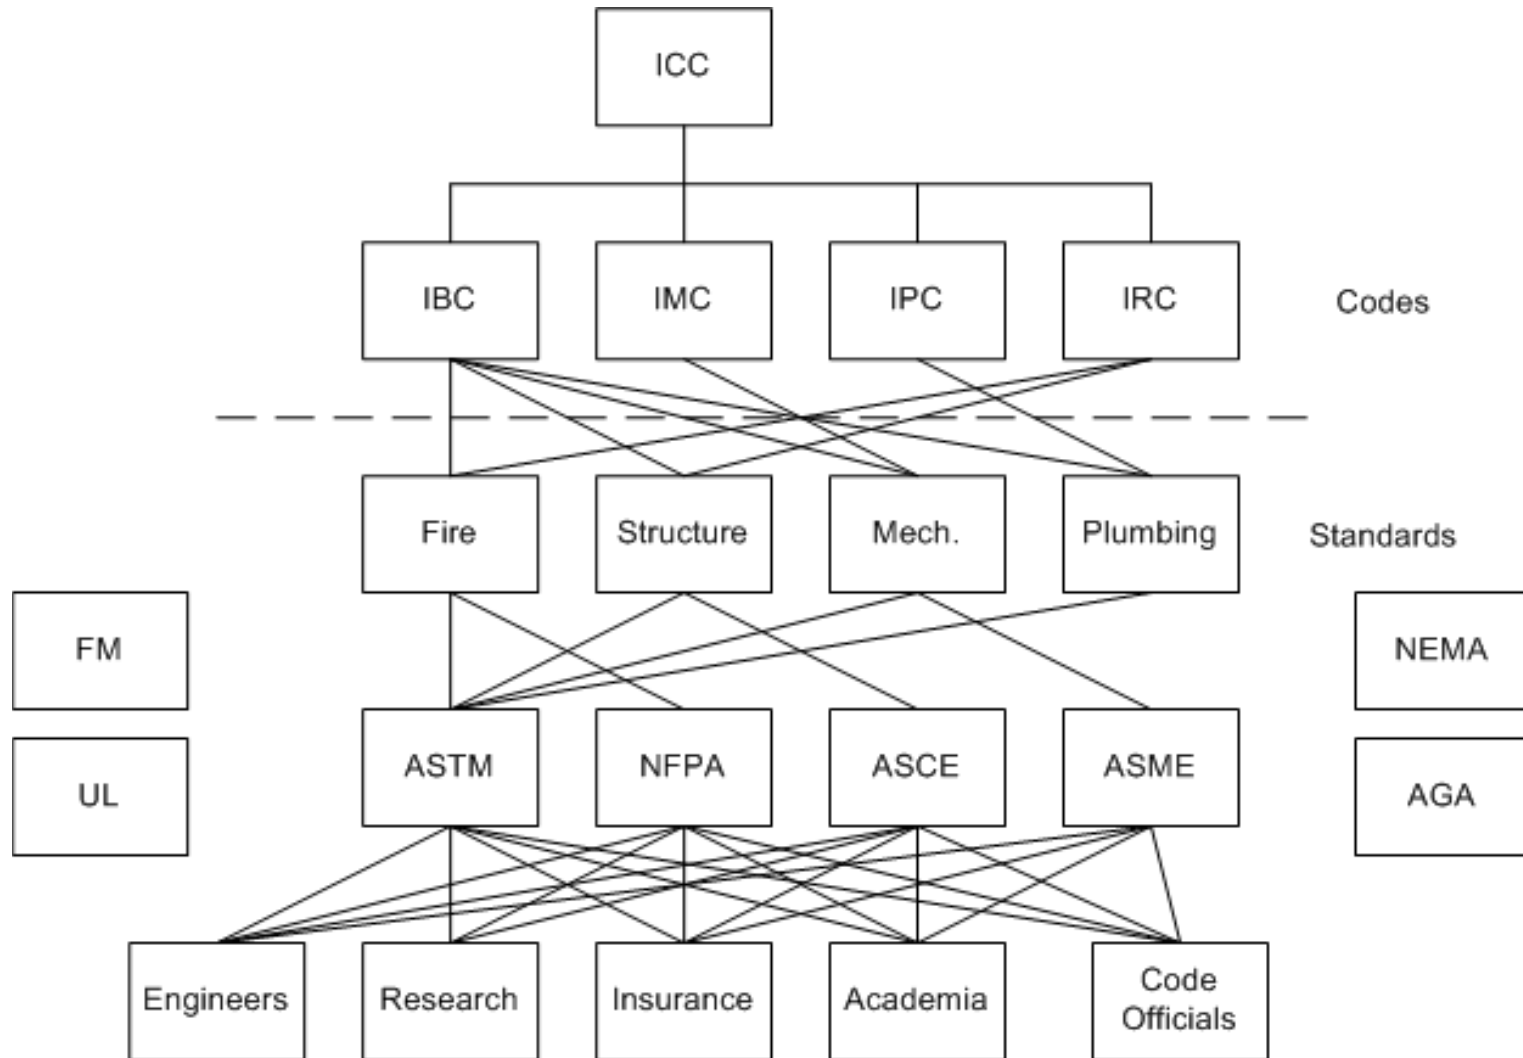 ICC
IBC
IMC
IPC
IRC
Codes
Fire
Structure
Mech.
Plumbing
Standards
FM
NEMA
UL
ASTM
NFPA
ASCE
ASME
AGA
Engineers
Research
Insurance
Academia
Code
Officials